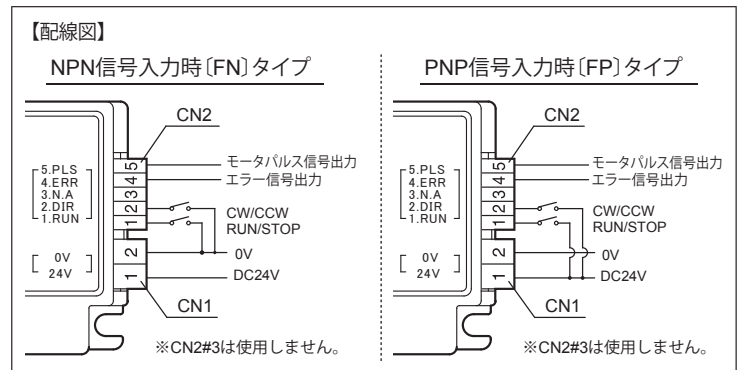 【配線図】
NPN信号入力時〔FN〕タイプ
CN2
5.PLS
4.ERR
3.N.A
2.DIR
1.RUN
5
4
3
2
1
モータパルス信号出力
エラー信号出力
CW/CCW
RUN/STOP
0V
24V
2
1
0V
DC24V
CN1
※CN2#3は使用しません。
PNP信号入力時〔FP〕タイプ
CN2
5.PLS
4.ERR
3.N.A
2.DIR
1.RUN
5
4
3
2
1
モータパルス信号出力
エラー信号出力
CW/CCW
RUN/STOP
0V
24V
2
1
0V
DC24V
CN1
※CN2#3は使用しません。